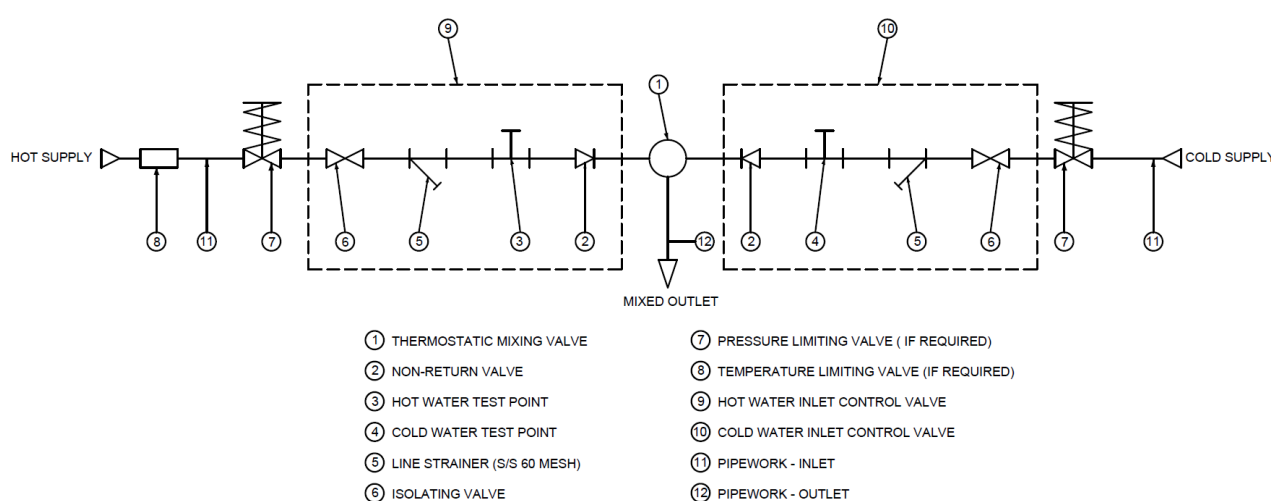 9
10
1
HOT SUPPLY
COLD SUPPLY
8
11
7
6
5
3
2
12
2
4
5
6
7
11
MIXED OUTLET
1 THERMOSTATIC MIXING VALVE
2 NON-RETURN VALVE
3 HOT WATER TEST POINT
4 COLD WATER TEST POINT
5 LINE STRAINER (S/S 60 MESH)
6 ISOLATING VALVE
7 PRESSURE LIMITING VALVE ( IF REQUIRED)
8 TEMPERATURE LIMITING VALVE (IF REQUIRED)
9 HOT WATER INLET CONTROL VALVE
10 COLD WATER INLET CONTROL VALVE
11 PIPEWORK - INLET
12 PIPEWORK - OUTLET